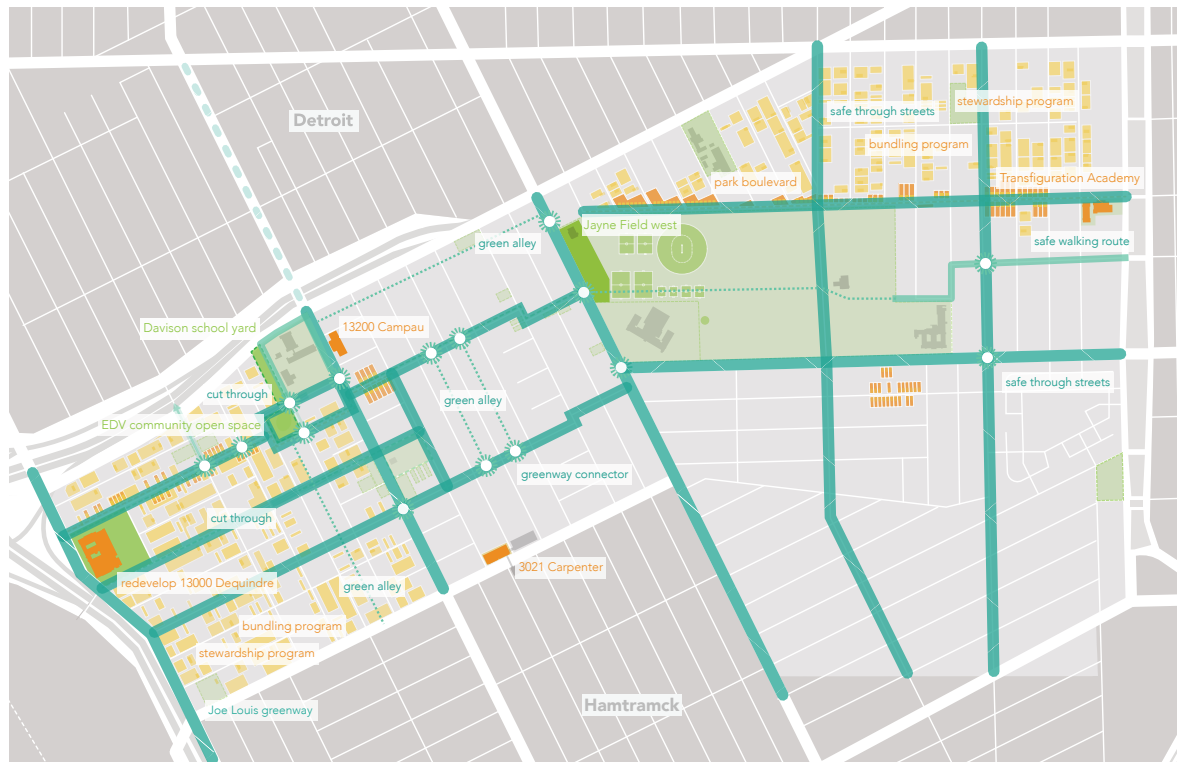 Detroit
stewardship program
safe through streets
bundling program
Transfiguration Academy
park boulevard
Jayne Field west
safe walking route
green alley
Davison school yard
13200 Campau
safe through streets
cut through
green alley
EDV community open space
greenway connector
cut through
3021 Carpenter
redevelop 13000 Dequindre
green alley
bundling program
stewardship program
Hamtramck
Joe Louis greenway